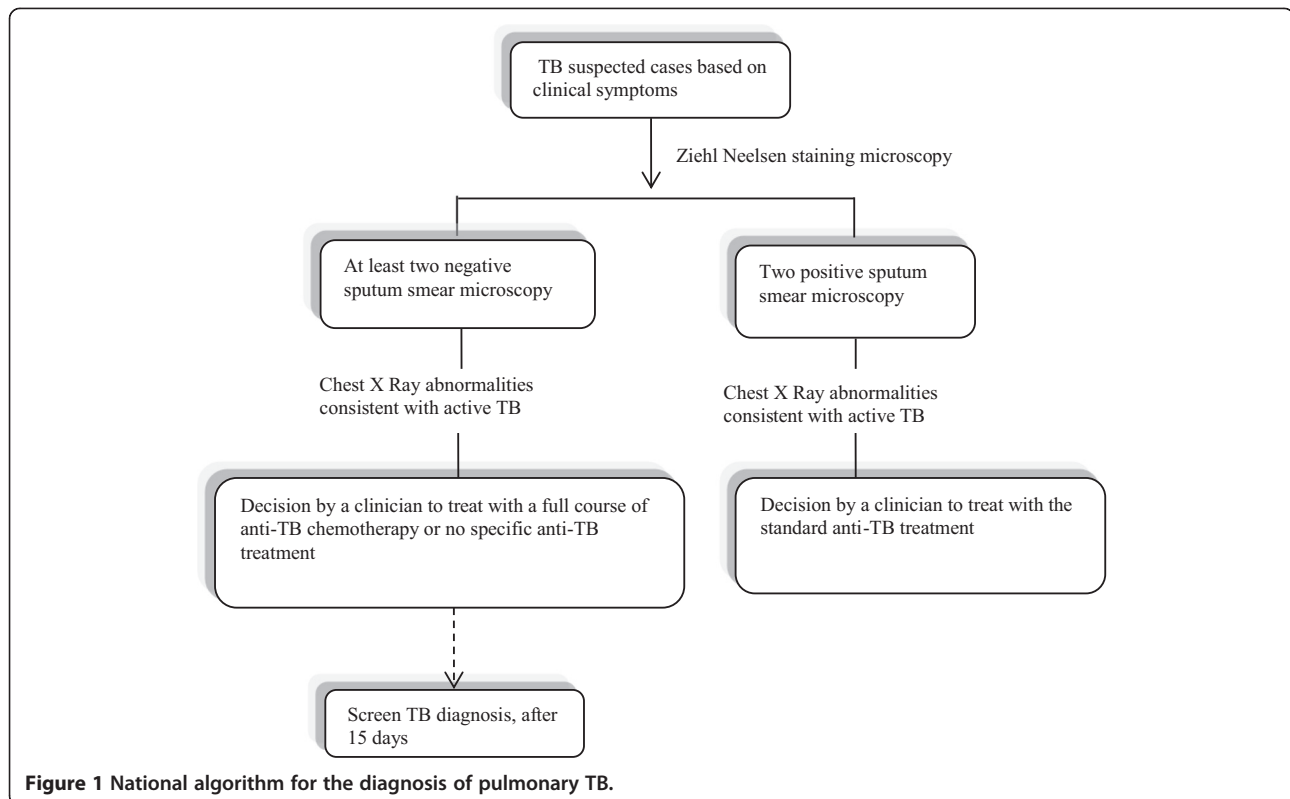 TB suspected cases based on
clinical symptoms
Ziehl Neelsen staining microscopy
At least two negative
sputum smear microscopy
Two positive sputum
smear microscopy
Chest X Ray abnormalities
consistent with active TB
Chest X Ray abnormalities
consistent with active TB
Decision by a clinician to treat with a full course of
anti-TB chemotherapy or no specific anti-TB
treatment
Decision by a clinician to treat with the
standard anti-TB treatment
Screen TB diagnosis, after
15 days
Figure 1 National algorithm for the diagnosis of pulmonary TB.